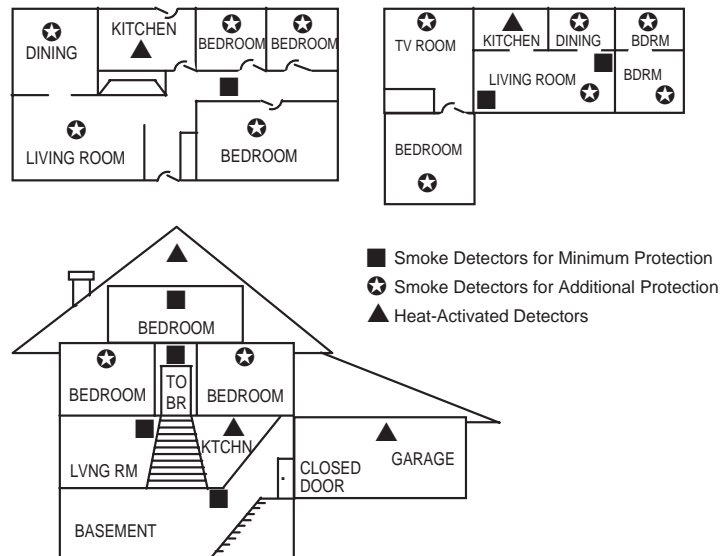 DINING
KITCHEN
BEDROOM
BEDROOM
LIVING ROOM
BEDROOM
TV ROOM
KITCHEN
DINING
BDRM
LIVING ROOM
BDRM
BEDROOM
Smoke Detectors for Minimum Protection
Smoke Detectors for Additional Protection
Heat-Activated Detectors
BEDROOM
BEDROOM
TO
BR
BEDROOM
LVNG RM
KTCHN
CLOSED
DOOR
GARAGE
BASEMENT